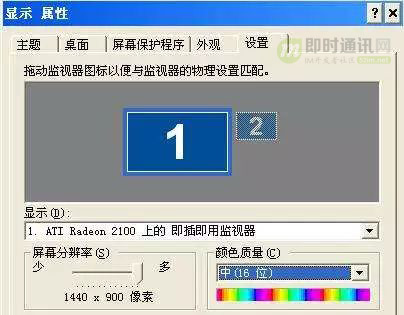 显示 属性
主题 桌面 屏幕保护程序 外观 设置
即时通讯网
拖动监视器图标以便与监视器的物理设置匹配。
1 2
显示(D):
1. ATI Radeon 2100 上的 即插即用监视器
屏幕分辨率(S) 颜色质量(C)
少 多 中(16 位)
1440 x 900 像素